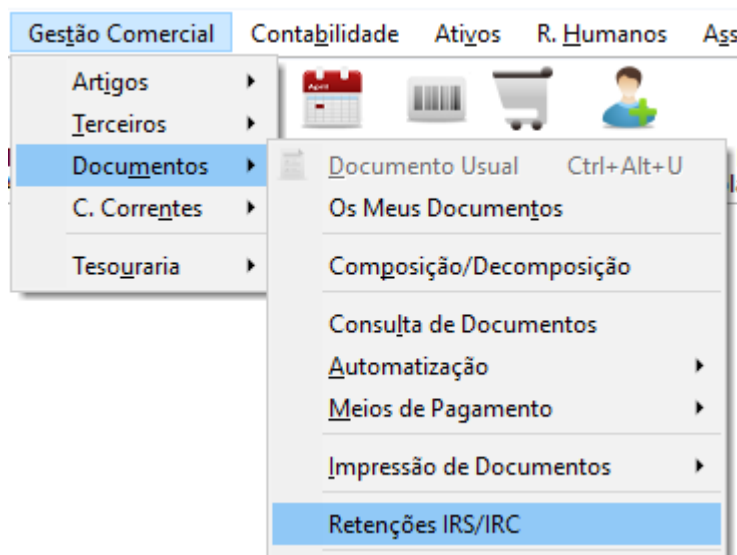 Gestão Comercial Contabilidade Ativos R. Humanos
Artigos
April
Terceiros
Documentos
Documento Usual Ctrl+Alt+U
C. Correntes
Os Meus Documentos
Tesouraria
Composição/Decomposição
Consulta de Documentos
Automatização
Meios de Pagamento
Impressão de Documentos
Retenções IRS/IRC